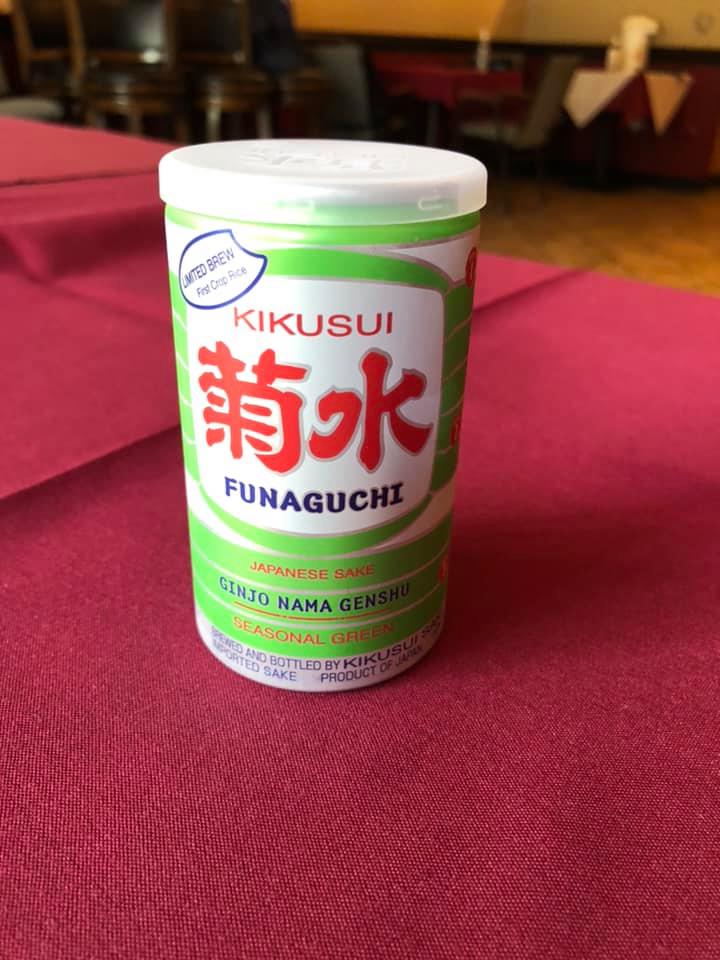 LIMITED BREW
First Crop Rice
KIKUSUI
菊水
FUNAGUCHI
JAPANESE SAKE
GINJO NAMA GENSHU
SEASONAL GREEN
BREWED AND BOTTLED BY KIKUSUI
IMPORTED SAKE PRODUCT OF JAPAN